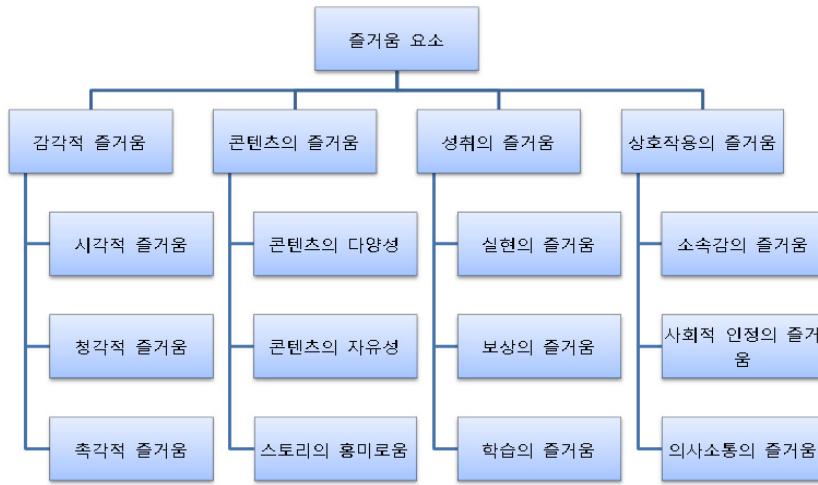 즐거움 요소
감각적 즐거움
콘텐츠의 즐거움
성취의 즐거움
상호작용의 즐거움
시각적 즐거움
콘텐츠의 다양성
실현의 즐거움
소속감의 즐거움
청각적 즐거움
콘텐츠의 자유성
보상의 즐거움
사회적 인정의 즐거
움
촉각적 즐거움
스토리의 흥미로움
학습의 즐거움
의사소통의 즐거움